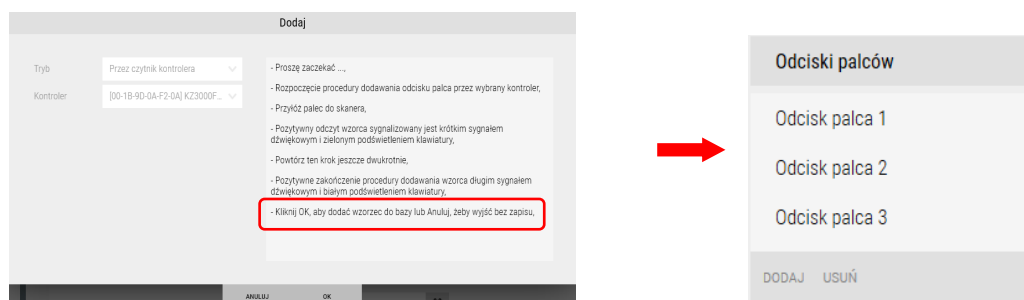 Dodaj
Tryb
Przez czytnik kontrolera
Kontroler
[00-1B-9D-0A-F2-0A] KZ3000F...
- Proszę zaczekać ...,
- Rozpoczęcie procedury dodawania odcisku palca przez wybrany kontroler,
- Przyłóż palec do skanera,
- Pozytywny odczyt wzorca sygnalizowany jest krótkim sygnałem
dźwiękowym i zielonym podświetleniem klawiatury,
- Powtórz ten krok jeszcze dwukrotnie,
- Pozytywne zakończenie procedury dodawania wzorca długim sygnałem
dźwiękowym i białym podświetleniem klawiatury,
- Kliknij OK, aby dodać wzorzec do bazy lub Anuluj, żeby wyjść bez zapisu,
ANULUJ
OK
Odciski palców
Odcisk palca 1
Odcisk palca 2
Odcisk palca 3
DODAJ
USUŃ